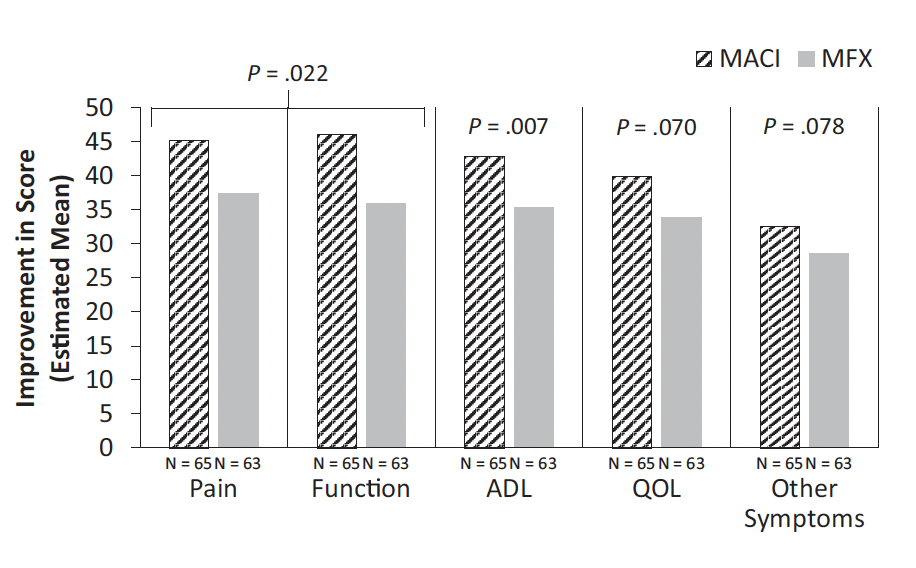 MACI MFX
P = .022
50
45
40
35
30
25
20
15
10
5
0
Improvement in Score
(Estimated Mean)
P = .007
P = .070
P = .078
N = 65 N = 63
N = 65 N = 63
N = 65 N = 63
N = 65 N = 63
N = 65 N = 63
Pain
Function
ADL
QOL
Other
Symptoms